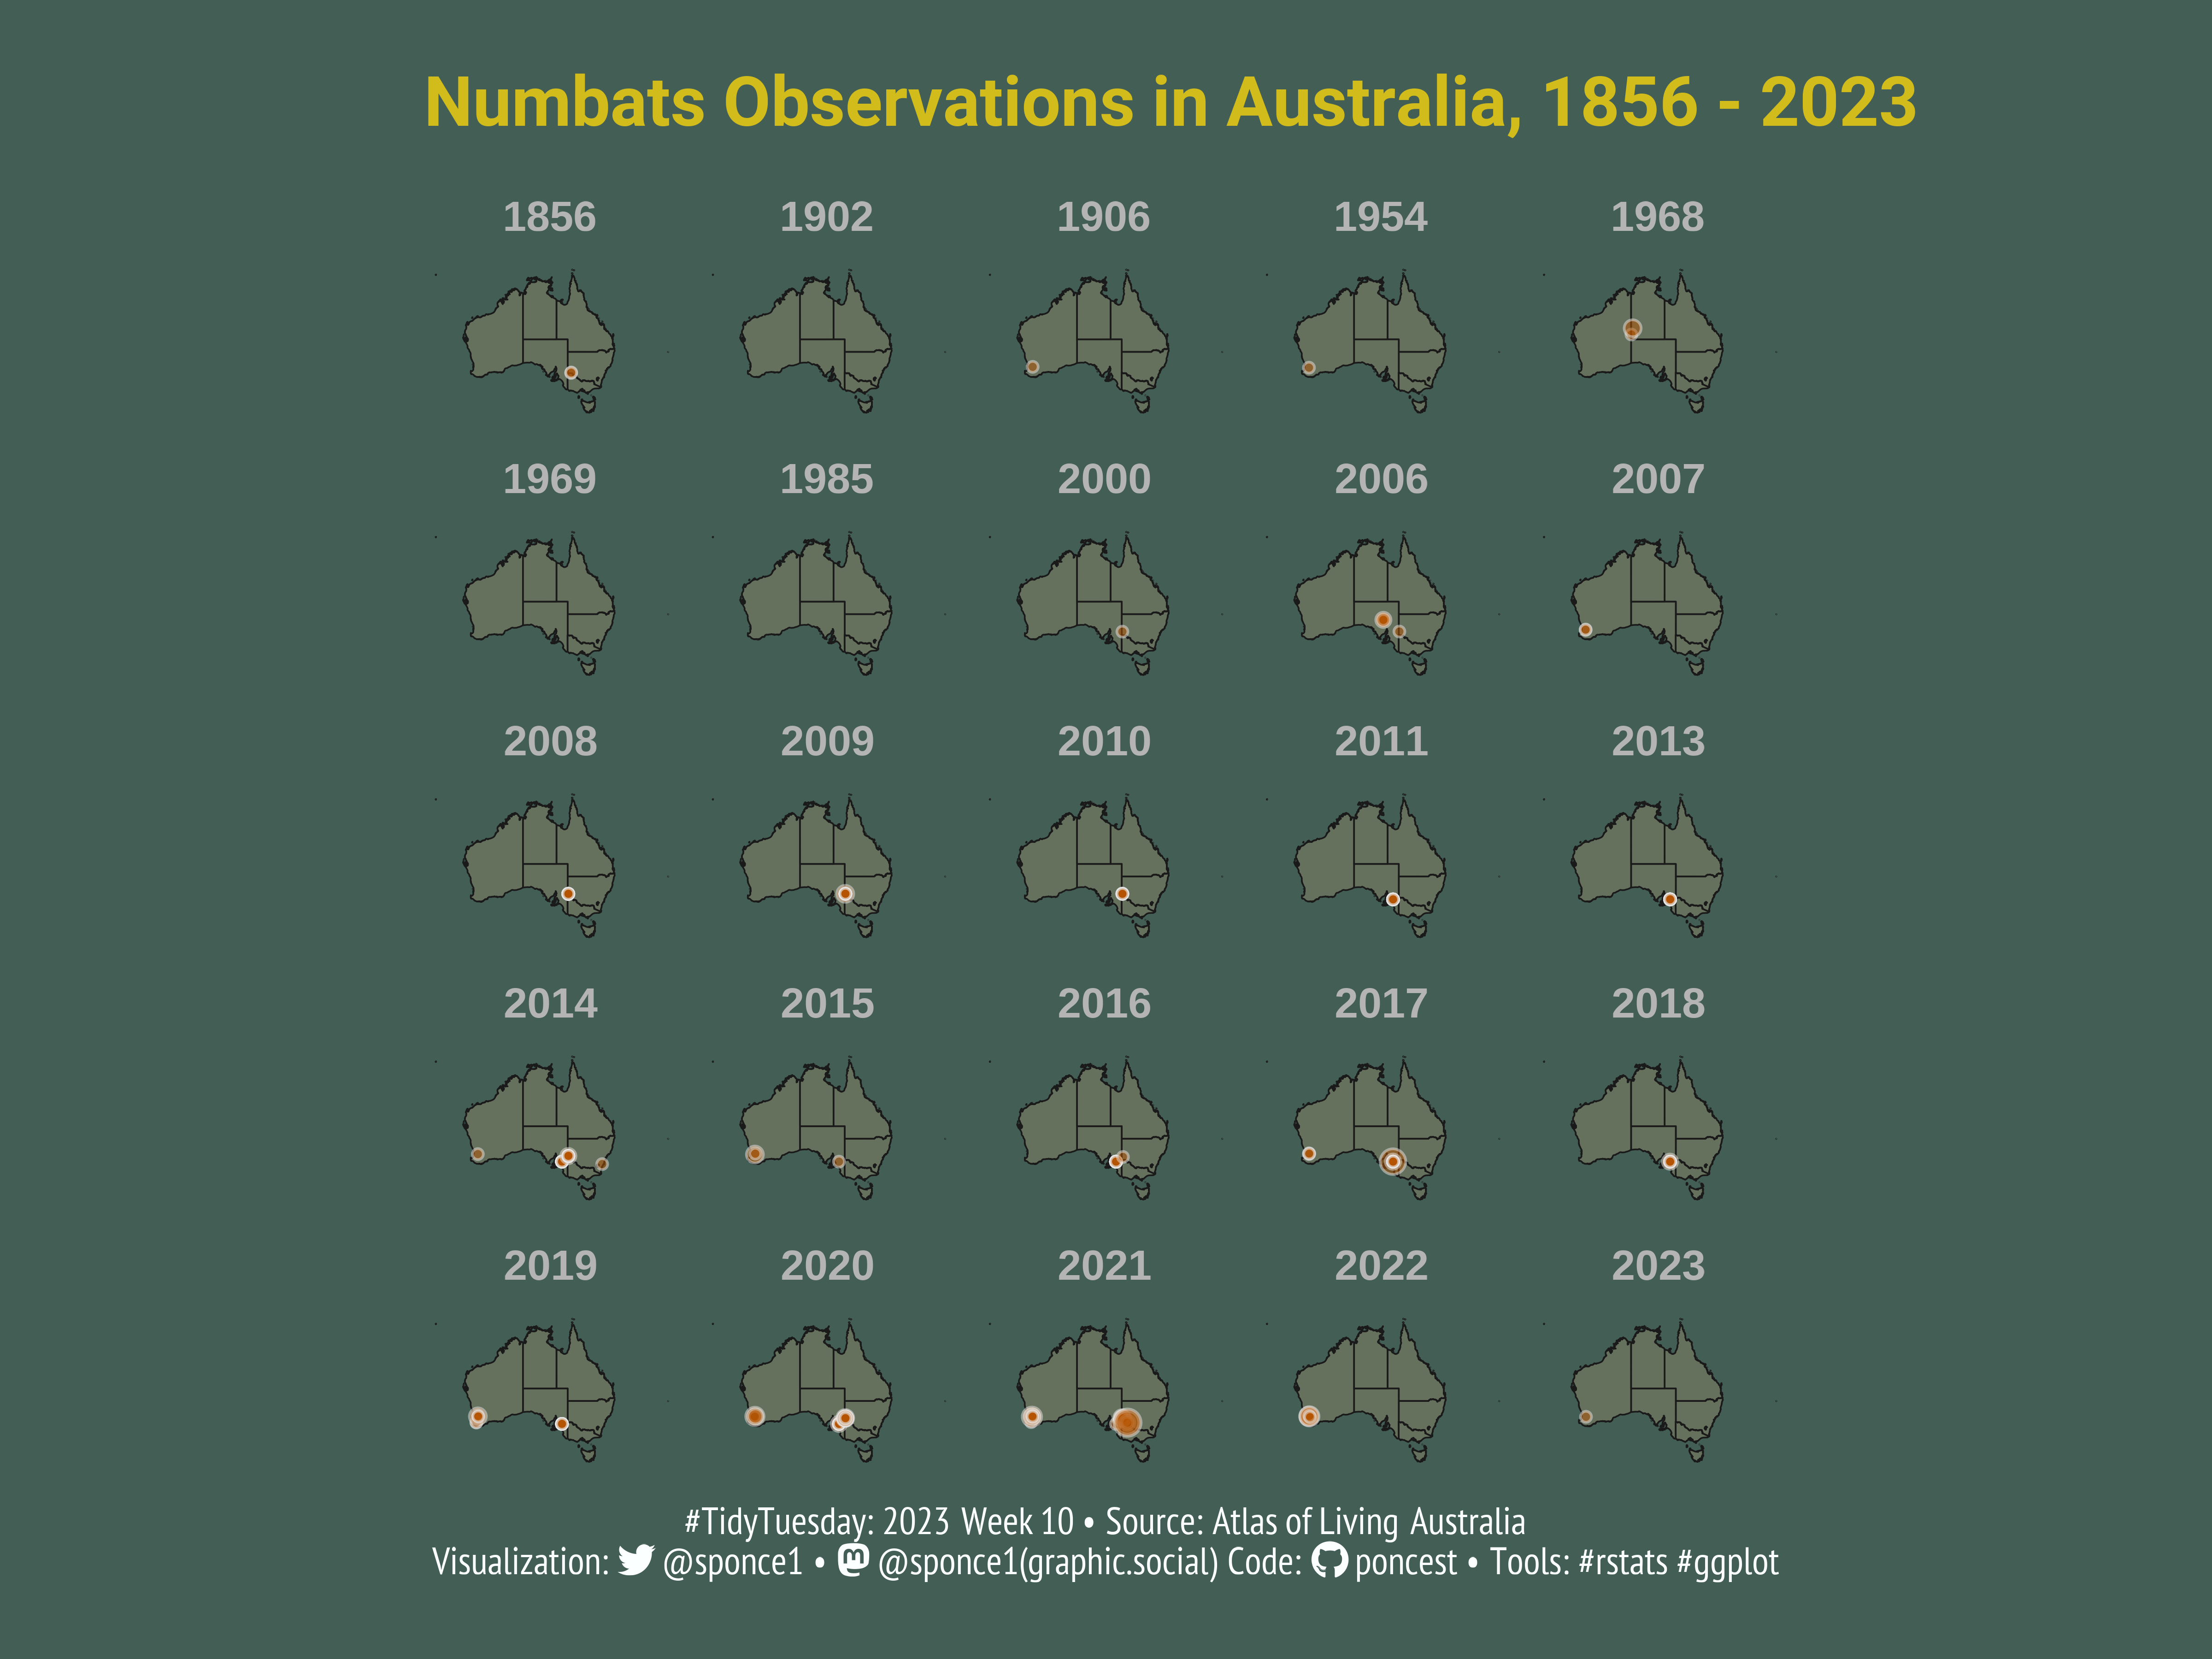 Numbats Observations in Australia, 1856 - 2023
1856 1902 1906 1954 1968
1969 1985 2000 2006 2007
2008 2009 2010 2011 2013
2014 2015 2016 2017 2018
2019 2020 2021 2022 2023
#TidyTuesday: 2023 Week 10 • Source: Atlas of Living Australia
Visualization: @sponce1 • @sponce1(graphic.social) Code: poncest • Tools: #rstats #ggplot